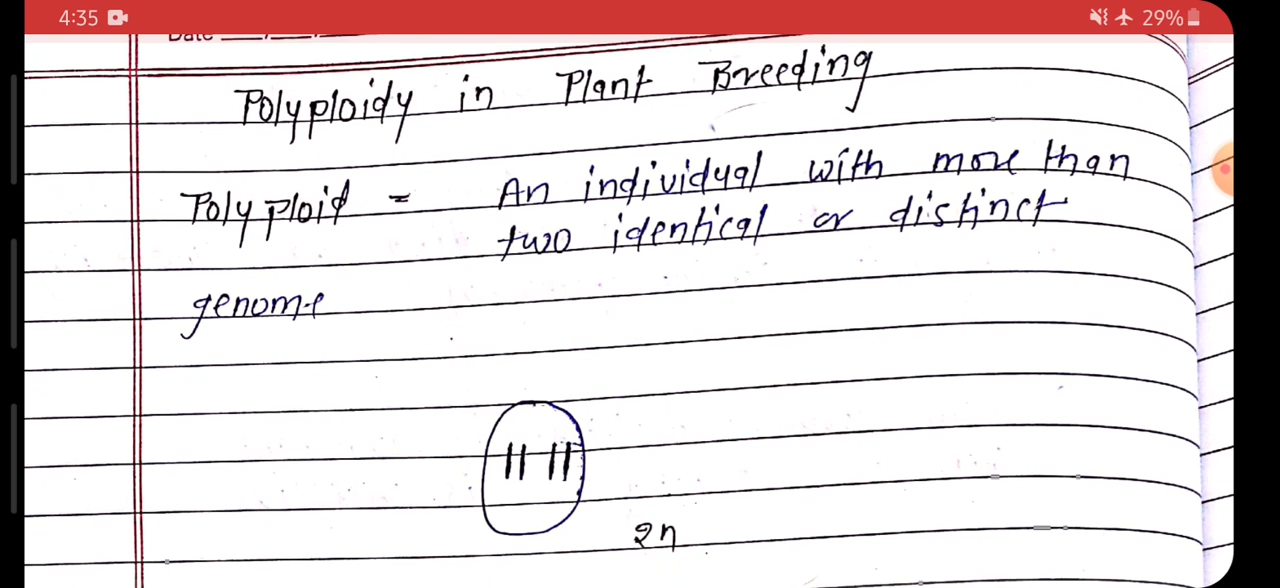 4:35 29%
Date
Polyploidy in Plant Breeding
Polyploid = An individual with more than
two identical or distinct
genome
2n